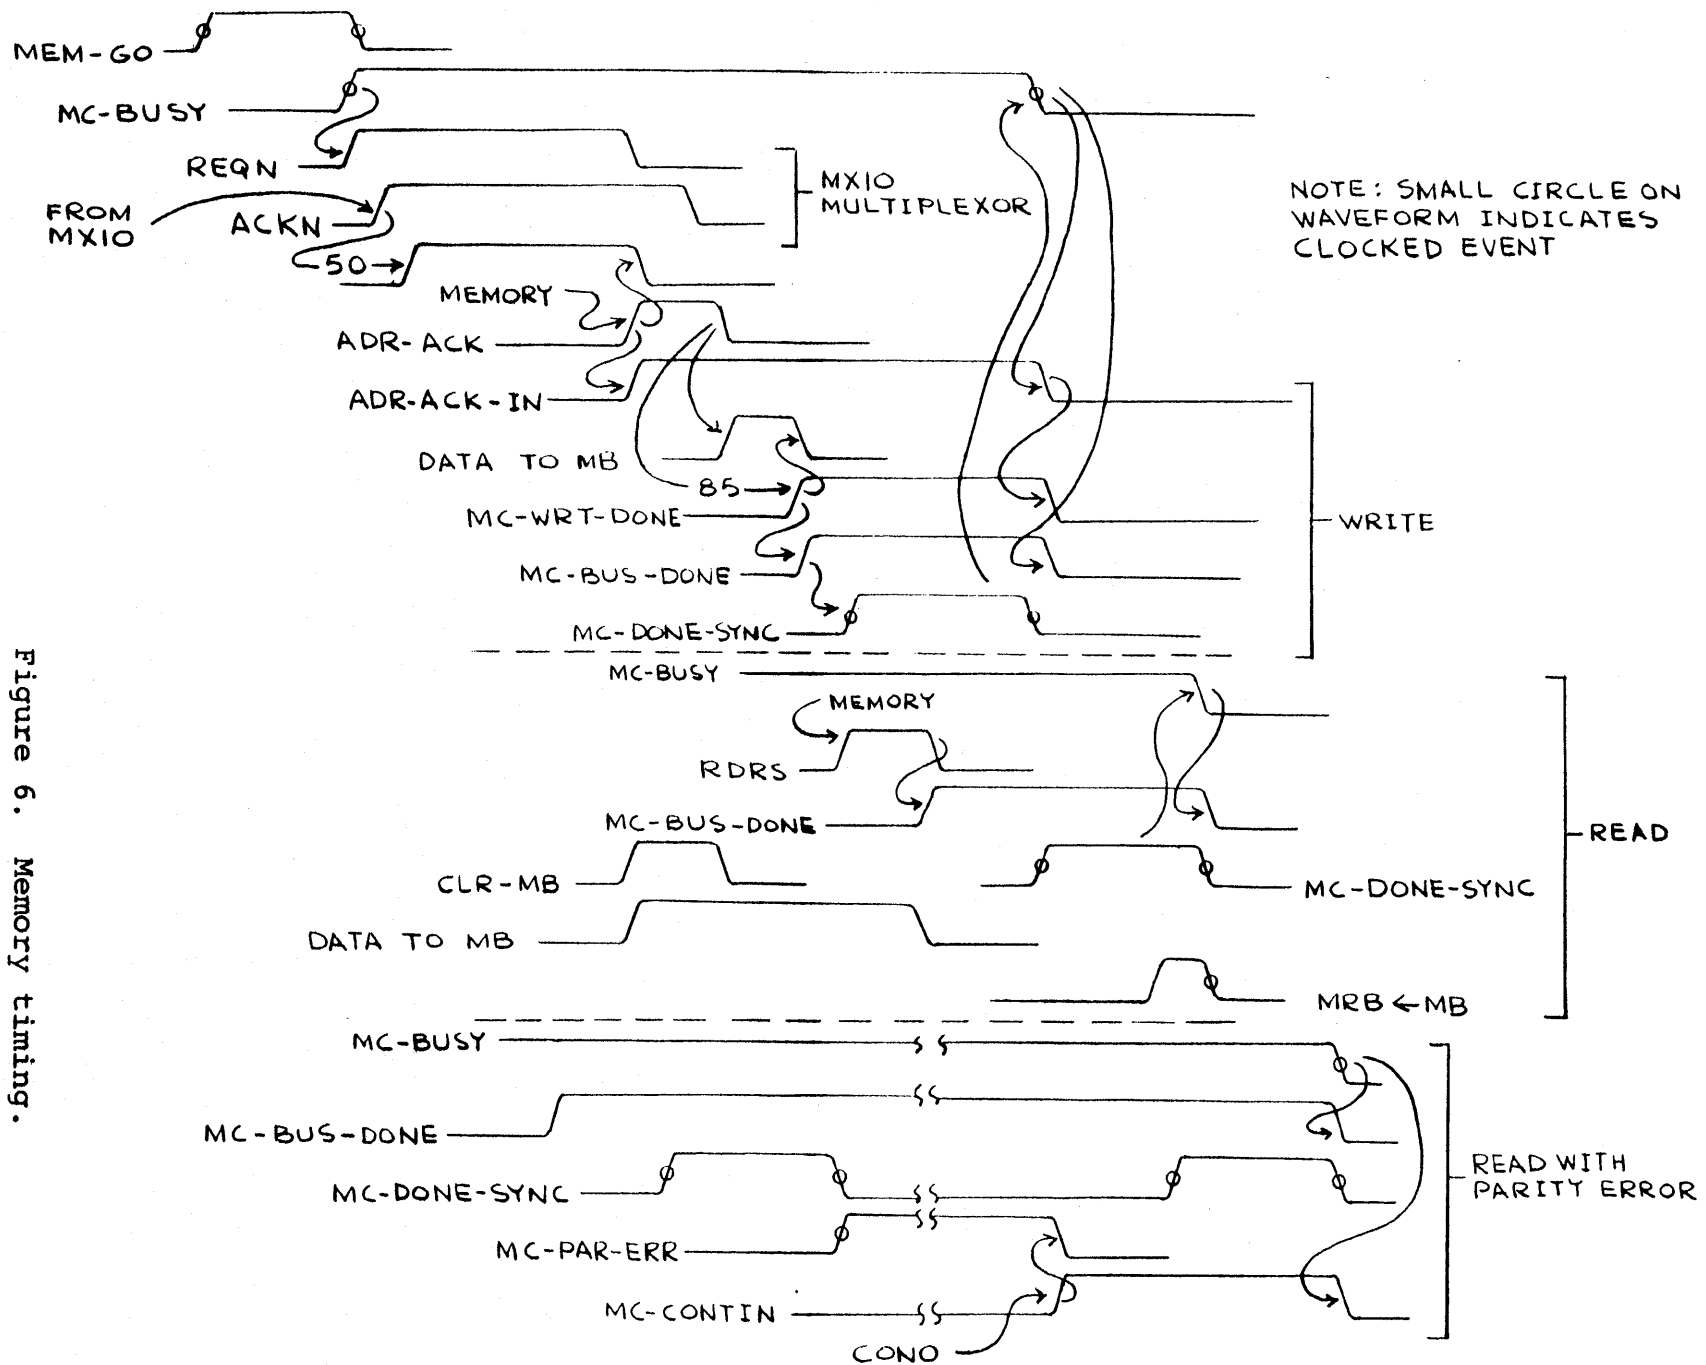 MEM-GO
MC-BUSY
REQN
MX10
MULTIPLEXOR
NOTE: SMALL CIRCLE ON
WAVEFORM INDICATES
CLOCKED EVENT
FROM
MX10
ACKN
50
MEMORY
ADR-ACK
ADR-ACK-IN
DATA TO MB
85
MC-WRT-DONE
WRITE
MC-BUS-DONE
MC-DONE-SYNC
MC-BUSY
MEMORY
RDRS
MC-BUS-DONE
READ
CLR-MB
MC-DONE-SYNC
DATA TO MB
MRB ← MB
MC-BUSY
MC-BUS-DONE
READ WITH
PARITY ERROR
MC-DONE-SYNC
MC-PAR-ERR
MC-CONTIN
CONO
Figure 6. Memory timing.